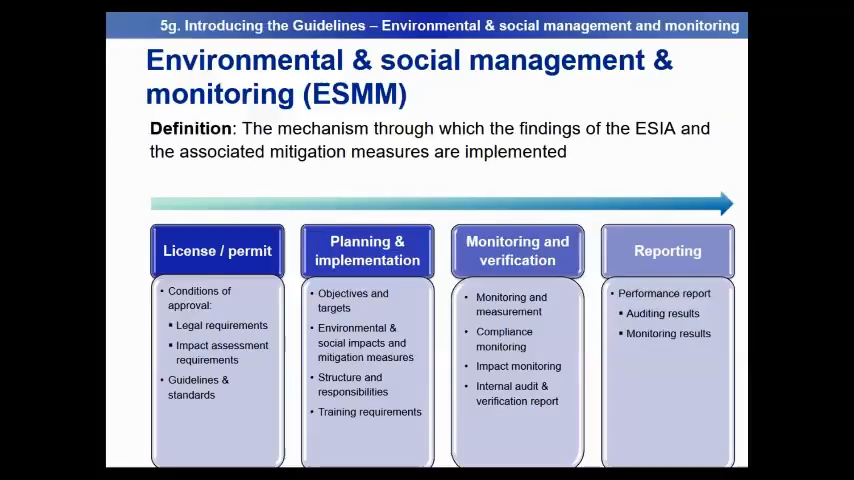 5g. Introducing the Guidelines – Environmental & social management and monitoring
Environmental & social management &
monitoring (ESMM)
Definition: The mechanism through which the findings of the ESIA and
the associated mitigation measures are implemented
License / permit
• Conditions of
approval:
▪ Legal requirements
▪ Impact assessment
requirements
• Guidelines &
standards
Planning &
implementation
• Objectives and
targets
• Environmental &
social impacts and
mitigation measures
• Structure and
responsibilities
• Training requirements
Monitoring and
verification
• Monitoring and
measurement
• Compliance
monitoring
• Impact monitoring
• Internal audit &
verification report
Reporting
• Performance report
▪ Auditing results
▪ Monitoring results